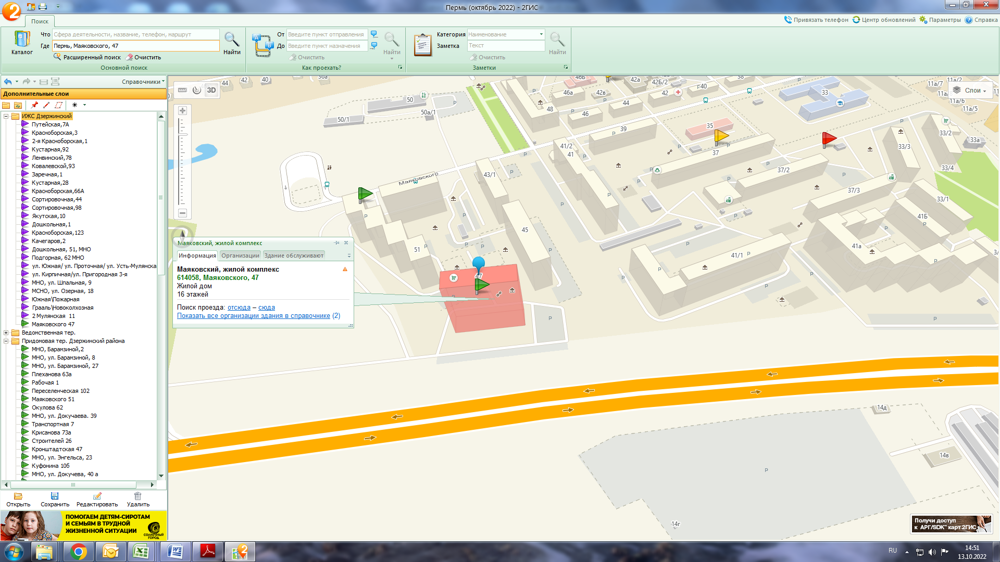 Пермь (октябрь 2022) - 2ГИС
Поиск
Привязать телефон
Центр обновлений
Параметры
Справка
Каталог
Что
Сфера деятельности, название, телефон, маршрут
Где
Пермь, Маяковского, 47
Расширенный поиск
Очистить
Найти
Основной поиск
От
Введите пункт отправления
До
Введите пункт назначения
Очистить
Найти
Как проехать?
Категория
Наименование
Заметка
Текст
Очистить
Найти
Заметки
Справочники
Дополнительные слои
ИЖС Дзержинский
Путейская,7А
Красноборская,3
2-я Красноборская,1
Кустарная,92
Ленвинский,78
Ковалевской,93
Заречная,1
Кустарная,28
Красноборская,66А
Сортировочная,44
Сортировочная,98
Якутская,10
Дошкольная,1
Красноборская,123
Качегаров,2
Дошкольная, 51, МНО
Подгорная, 62 МНО
ул. Южная/ ул. Проточная/ ул. Усть-Мулянска
ул. Кирпичная/ул. Пригородная 3-я
МНО, ул. Шпальная, 9
МСНО, ул. Озерная, 18
Южная\Пожарная
Грааль\Новоколхозная
2 Мулянская 11
Маяковского 47
Ведомственная тер.
Придомовая тер. Дзержинский района
МНО, Барамзиной,2
МНО, ул. Барамзиной, 8
МНО, ул. Барамзиной, 27
Плеханова 63а
Рабочая 1
Переселенческая 102
Маяковского 51
Окулова 62
МНО, ул. Докучаева. 39
Транспортная 7
Крисанова 73а
Строителей 26
Кронштадтская 47
МНО, ул. Энгельса, 23
Куфонина 10б
МНО, ул. Докучева, 40 а
Открыть
Сохранить
Редактировать
Удалить
ПОМОГАЕМ ДЕТЯМ-СИРОТАМ
И СЕМЬЯМ В ТРУДНОЙ
ЖИЗНЕННОЙ СИТУАЦИИ
СОЛНЕЧНЫЙ
ГОРОД
3D
Слои
44
42
40
36а
50
50а/1
50/1
48
46б
46а
46
42в
44
42а
42Б/2
42
40
38
33
11а/7
11а/2
11а/6
11а/5
39
35
41/2
41
37
37/2
33/3
33/2
33а
33/4
43/1
Маяковского
45
51
47
37/3
33/1
41Б
41а
41/1
14д
14в
14г
Маяковский, жилой комплекс
Информация
Организации
Здание обслуживают
Маяковский, жилой комплекс
614058, Маяковского, 47
Жилой дом
16 этажей
Поиск проезда: отсюда – сюда
Показать все организации здания в справочнике (2)
Получи доступ
к АРГ/SDK" карт 2ГИС
RU
14:51
13.10.2022